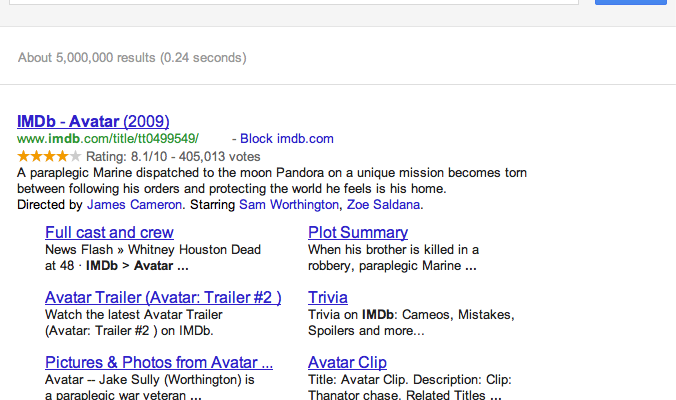 About 5,000,000 results (0.24 seconds)
IMDb - Avatar (2009)
www.imdb.com/title/tt0499549/ - Block imdb.com
Rating: 8.1/10 - 405,013 votes
A paraplegic Marine dispatched to the moon Pandora on a unique mission becomes torn
between following his orders and protecting the world he feels is his home.
Directed by James Cameron. Starring Sam Worthington, Zoe Saldana.
Full cast and crew
News Flash » Whitney Houston Dead
at 48 · IMDb > Avatar ...
Plot Summary
When his brother is killed in a
robbery, paraplegic Marine ...
Avatar Trailer (Avatar: Trailer #2 )
Watch the latest Avatar Trailer
(Avatar: Trailer #2 ) on IMDb.
Trivia
Trivia on IMDb: Cameos, Mistakes,
Spoilers and more...
Pictures & Photos from Avatar ...
Avatar -- Jake Sully (Worthington) is
a paraplegic war veteran ...
Avatar Clip
Title: Avatar Clip. Description: Clip:
Thanator chase. Related Titles ...